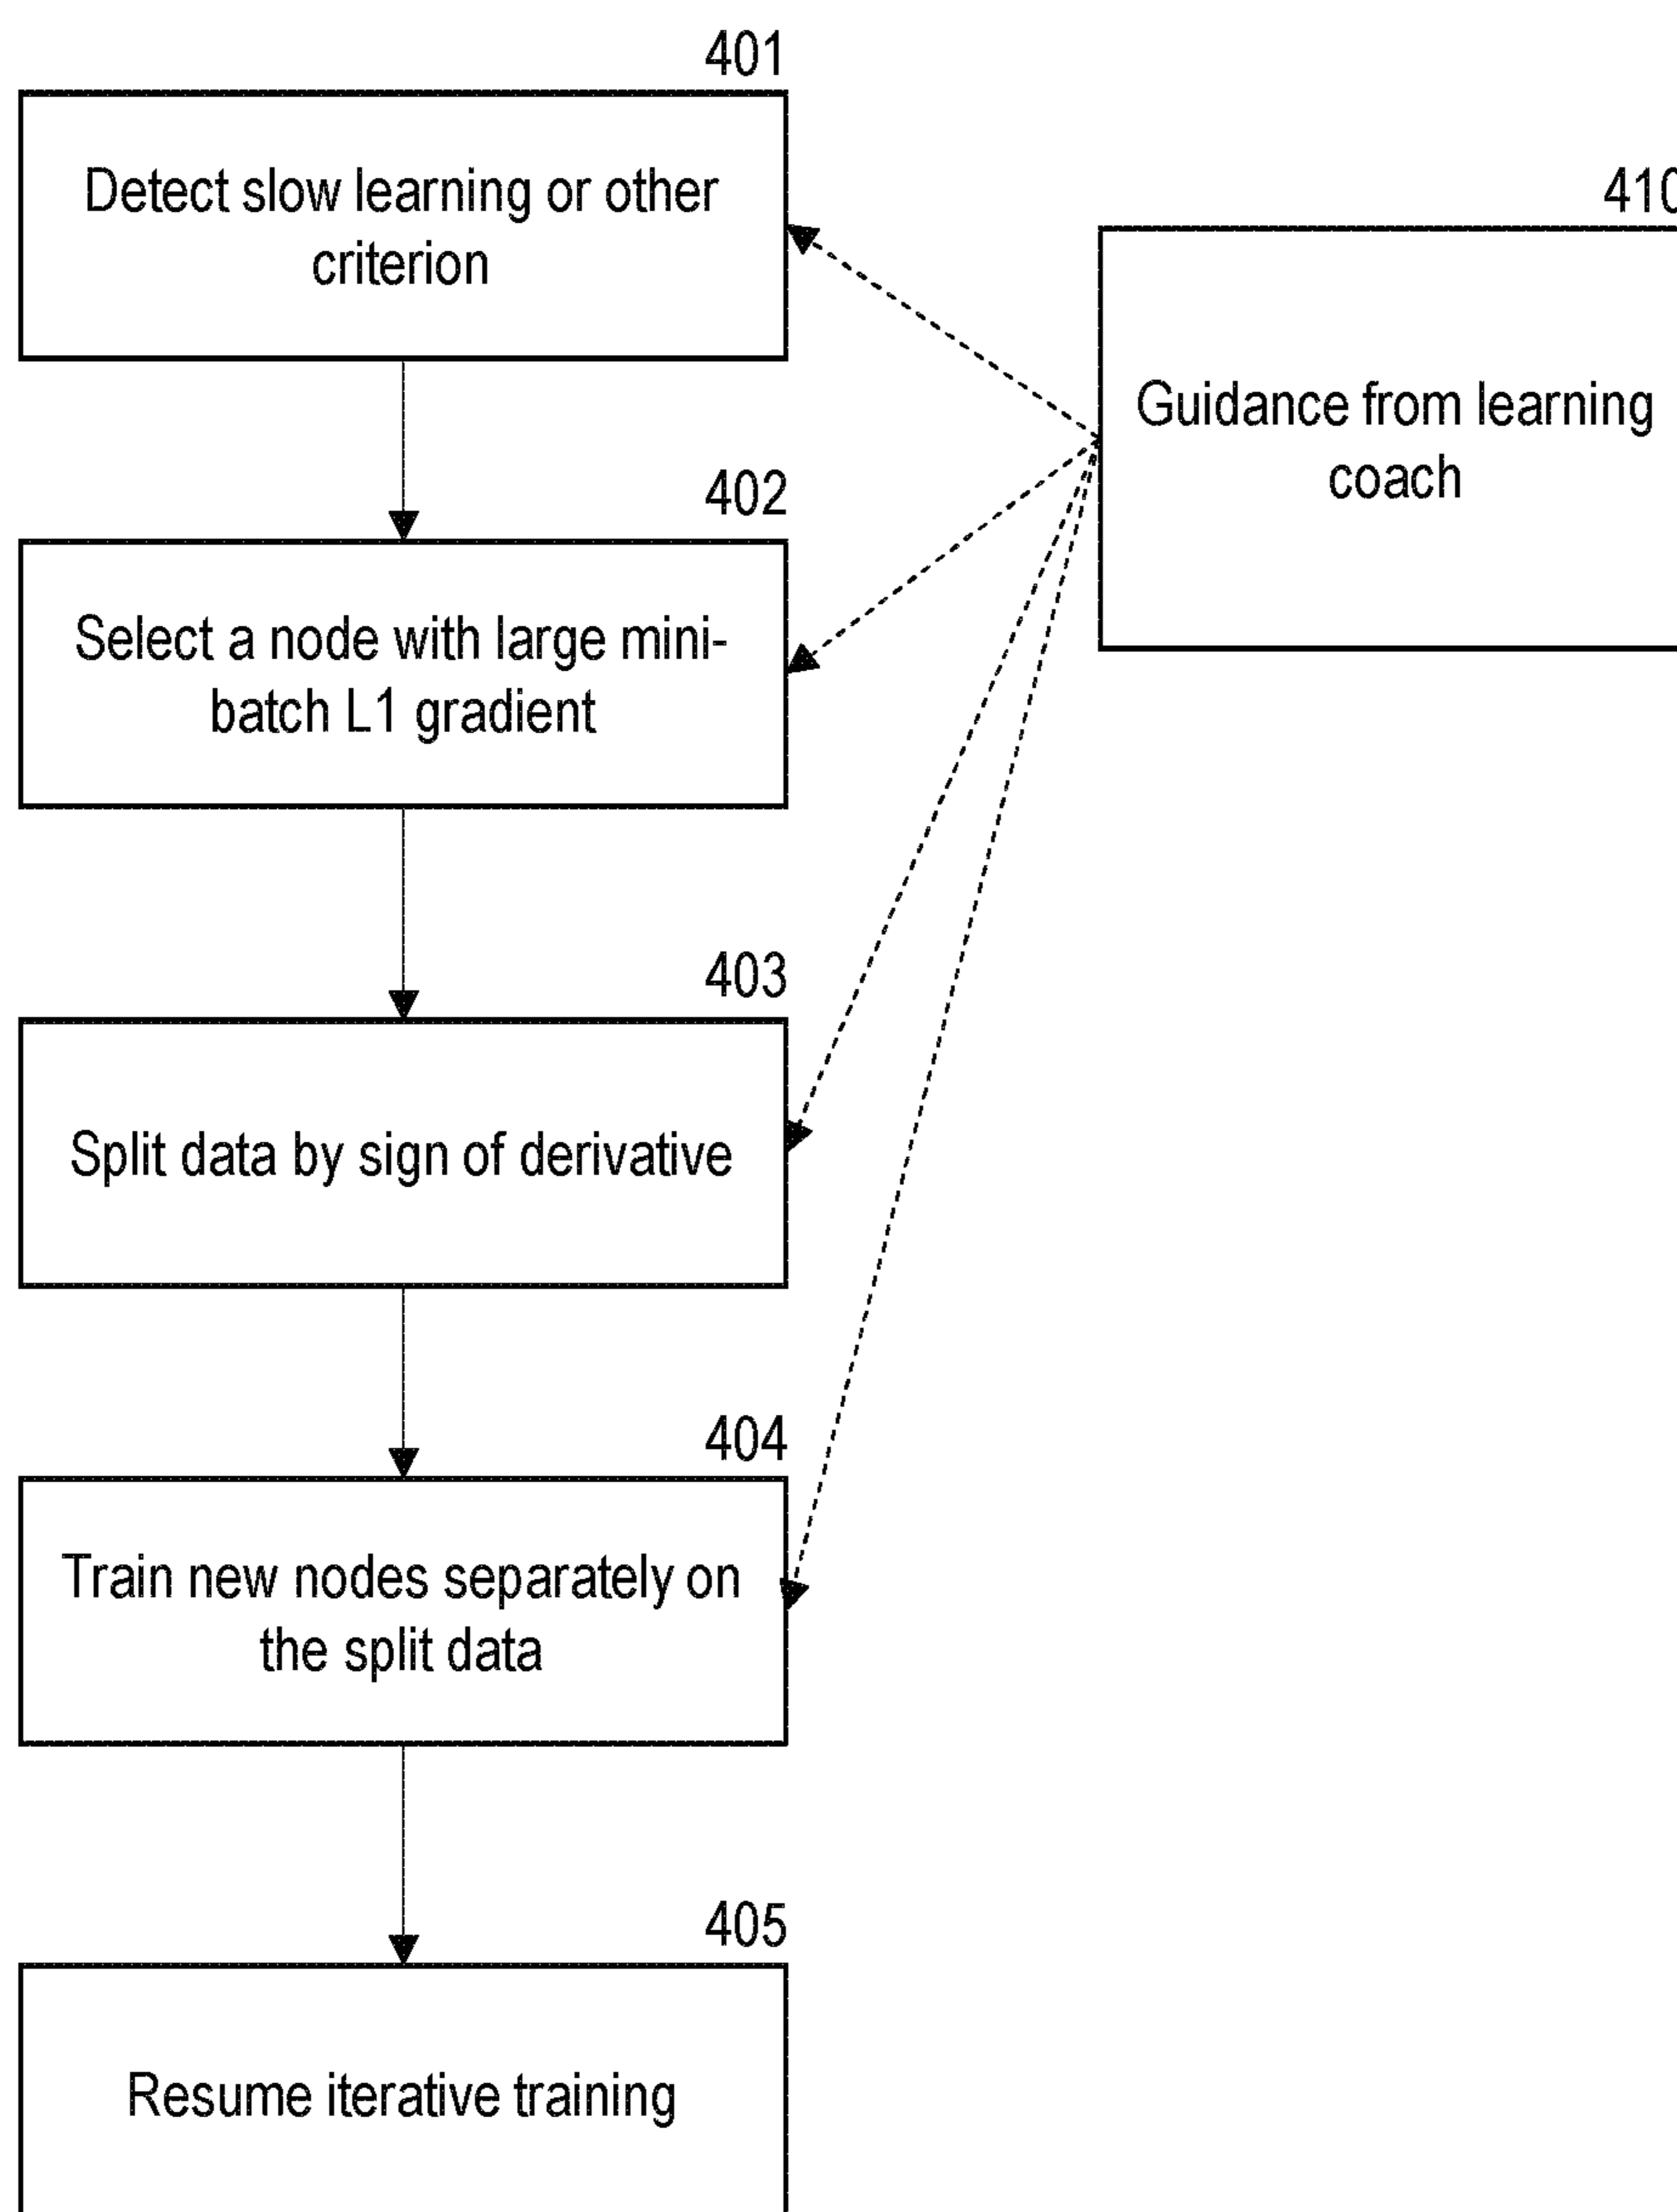 401
Detect slow learning or other
criterion
410
Guidance from learning
coach
402
Select a node with large mini-
batch L1 gradient
403
Split data by sign of derivative
404
Train new nodes separately on
the split data
405
Resume iterative training